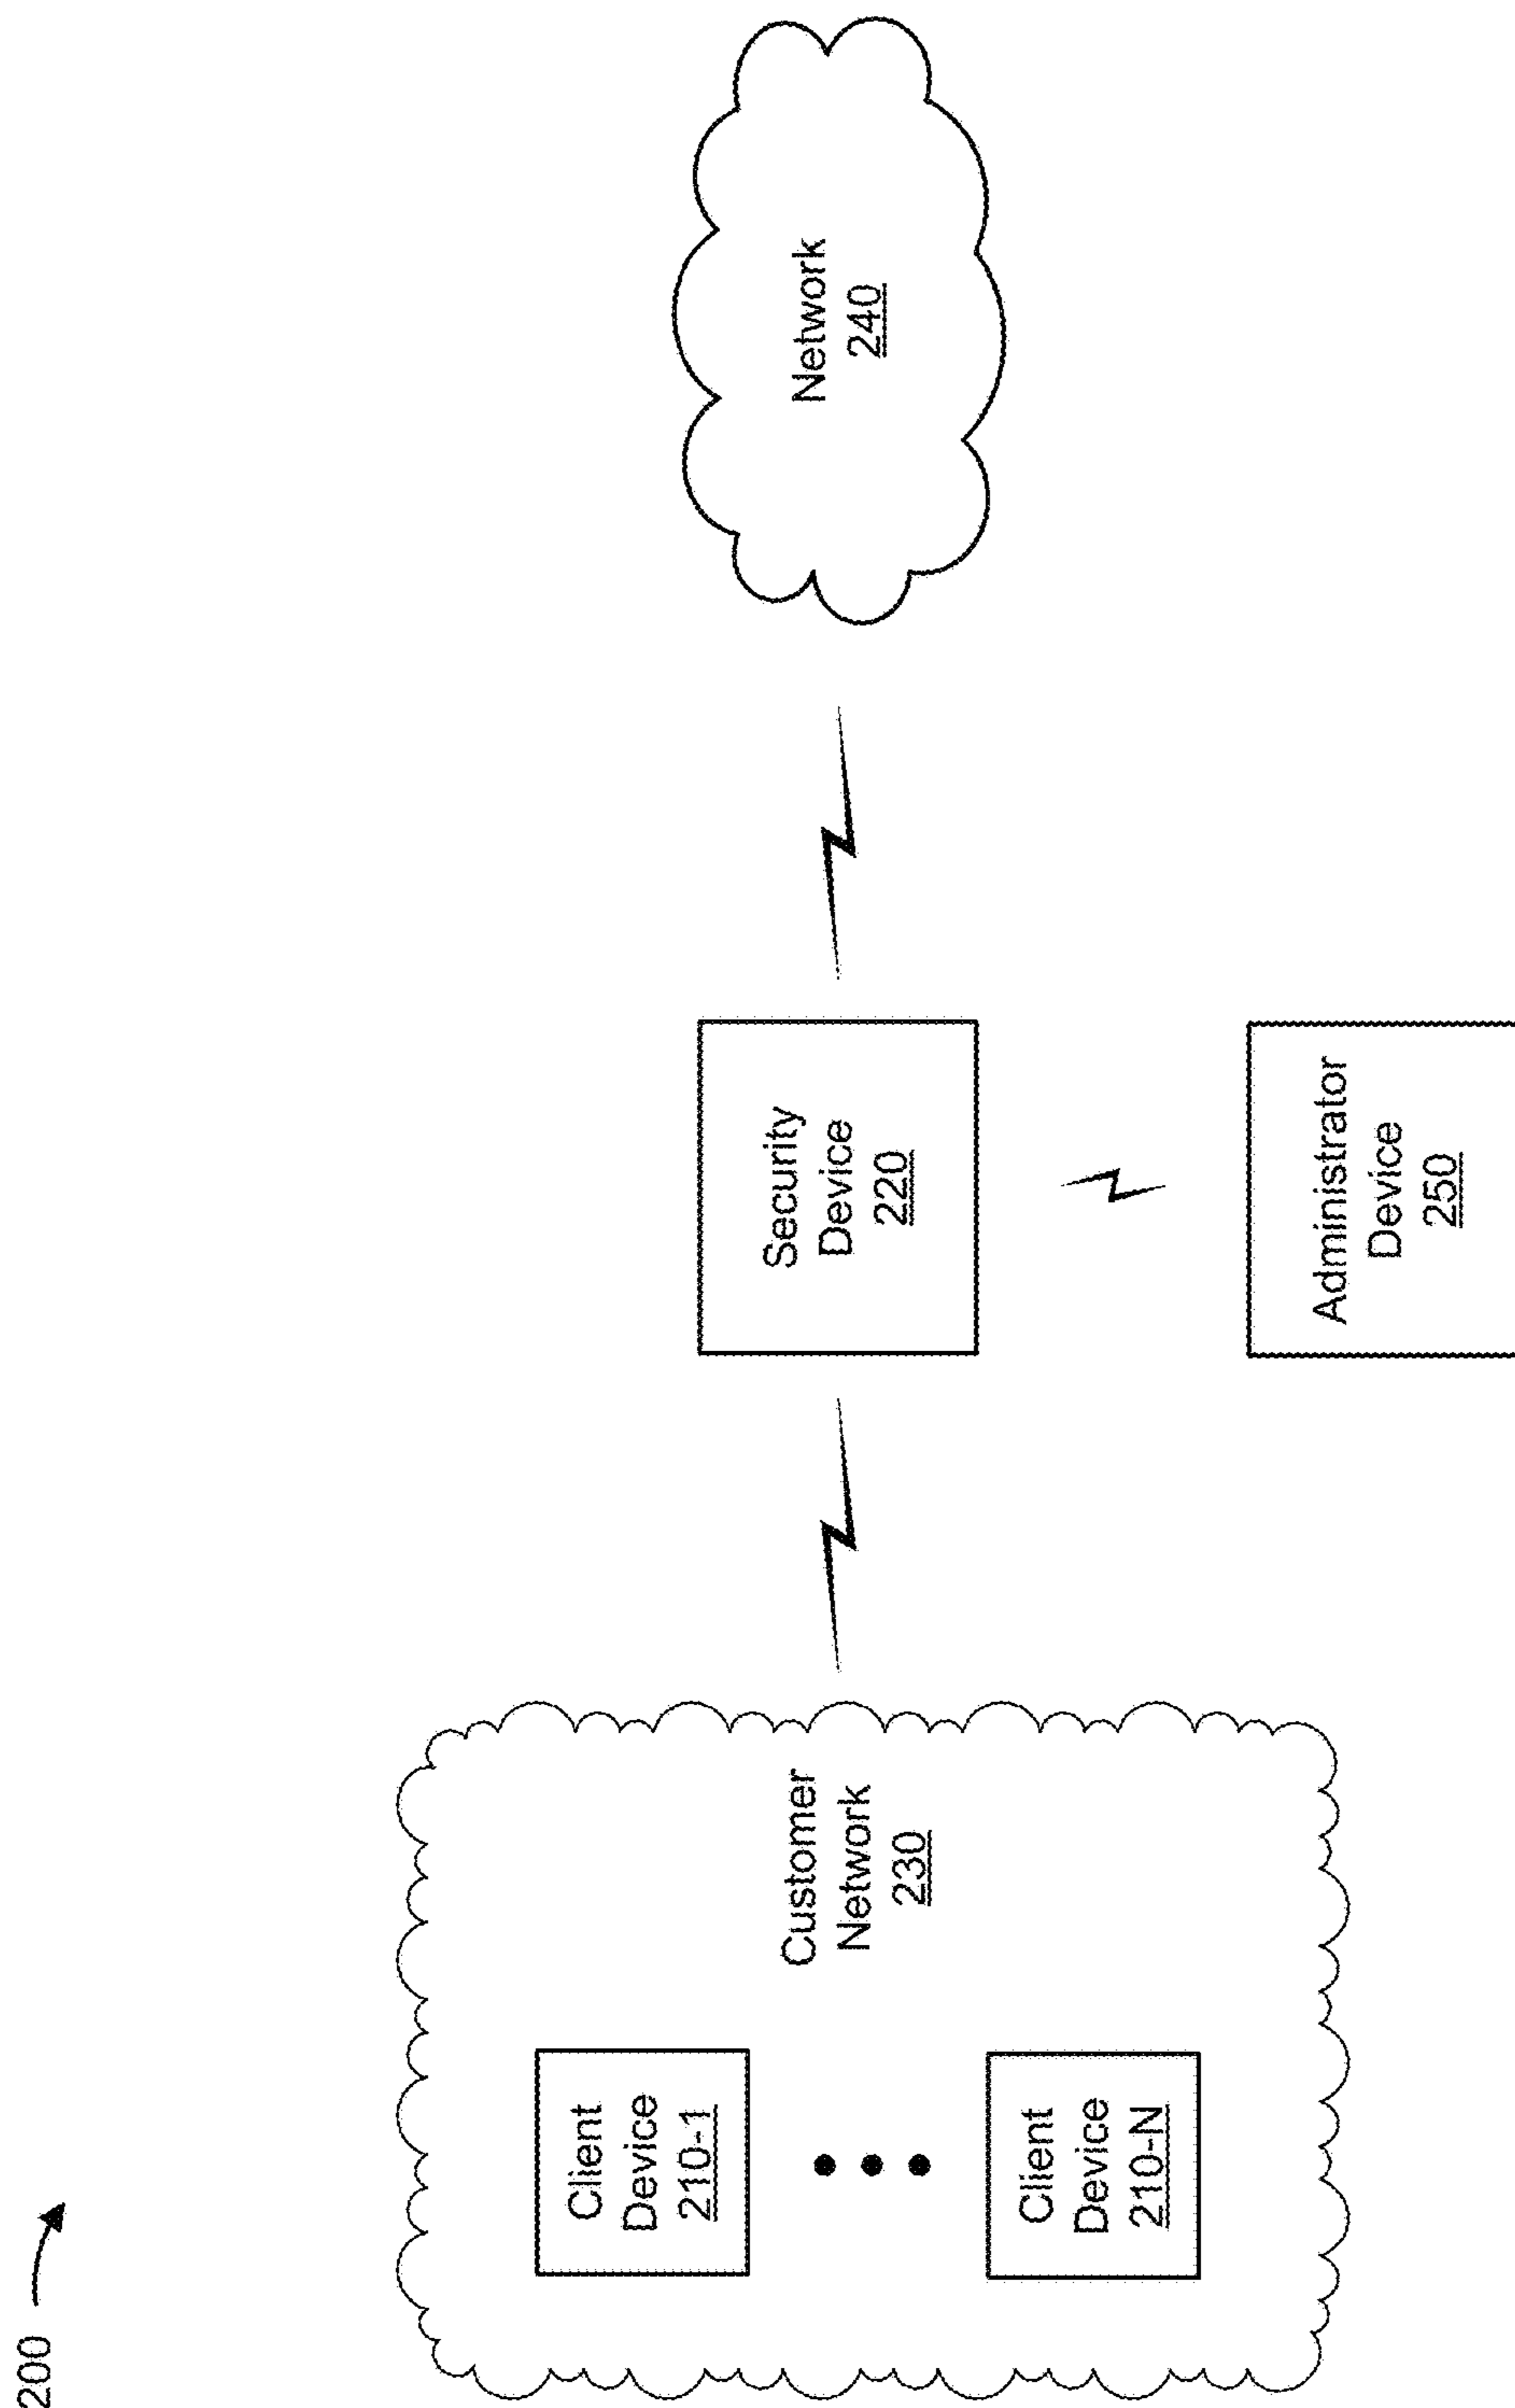 200
Client
Device
210-1
Client
Device
210-N
Customer
Network
230
Security
Device
220
Administrator
Device
250
Network
240